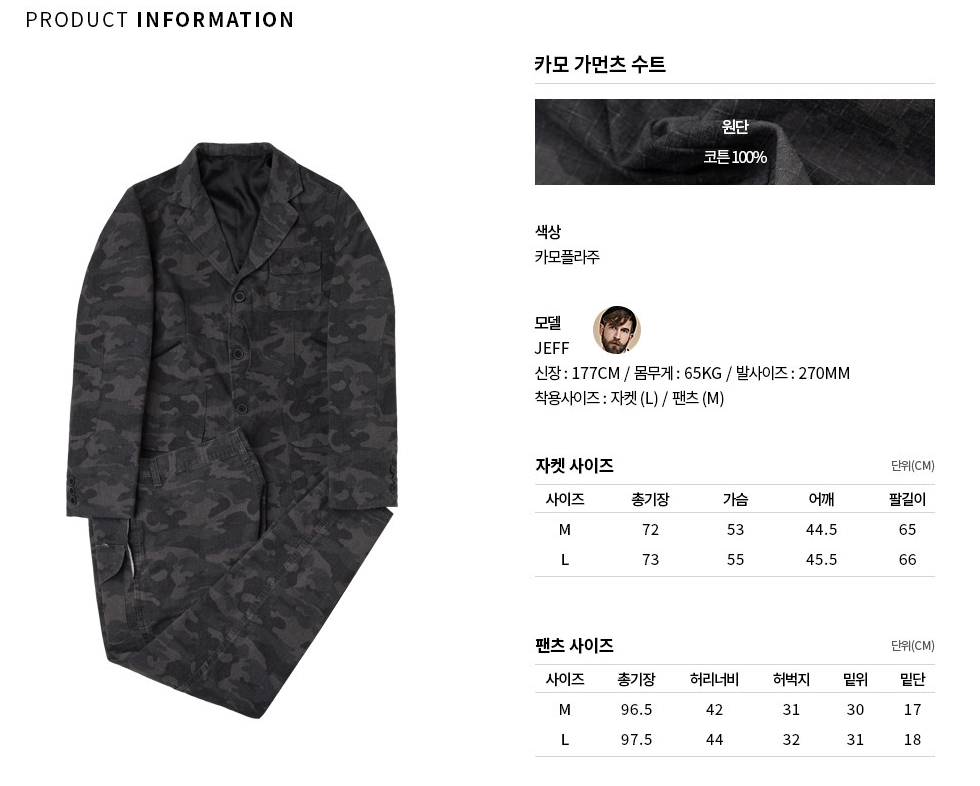 PRODUCT INFORMATION
카모 가먼츠 수트
원단
코튼 100%
색상
카모플라주
모델
JEFF
신장 : 177CM / 몸무게 : 65KG / 발사이즈 : 270MM
착용사이즈 : 자켓 (L) / 팬츠 (M)
자켓 사이즈 단위(CM)
사이즈 총기장 가슴 어깨 팔길이
M 72 53 44.5 65
L 73 55 45.5 66
팬츠 사이즈 단위(CM)
사이즈 총기장 허리너비 허벅지 밑위 밑단
M 96.5 42 31 30 17
L 97.5 44 32 31 18